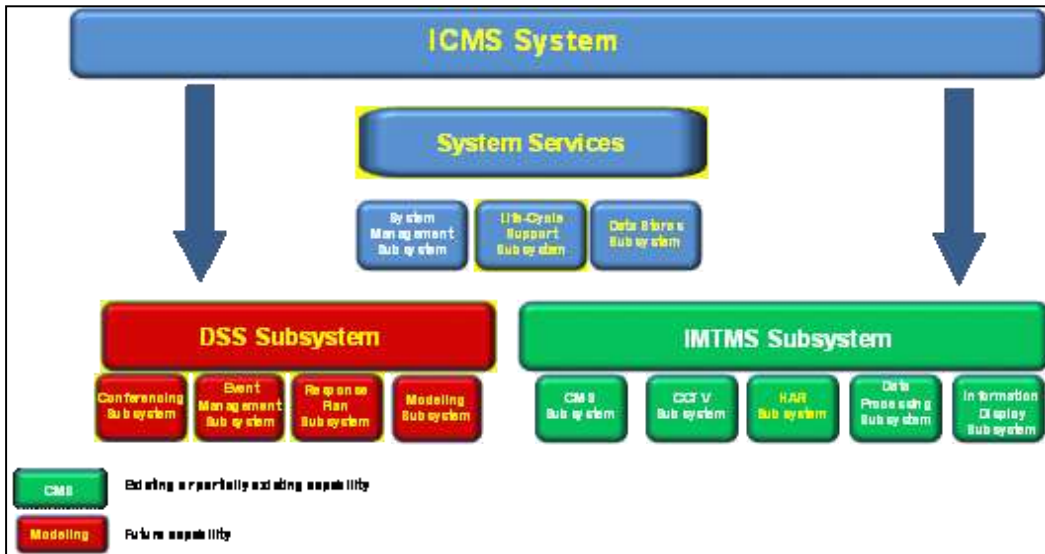 ICMS System
System Services
System
Management
Subsystem
Life-Cycle
Support
Subsystem
Data Stores
Subsystem
DSS Subsystem
IMTMS Subsystem
Conferencing
Subsystem
Event
Management
Subsystem
Response
Plan
Subsystem
Modeling
Subsystem
CMS
Subsystem
CCTV
Subsystem
HAR
Subsystem
Data
Processing
Subsystem
Information
Display
Subsystem
CMS
Existing or partially existing capability
Modeling
Future capability